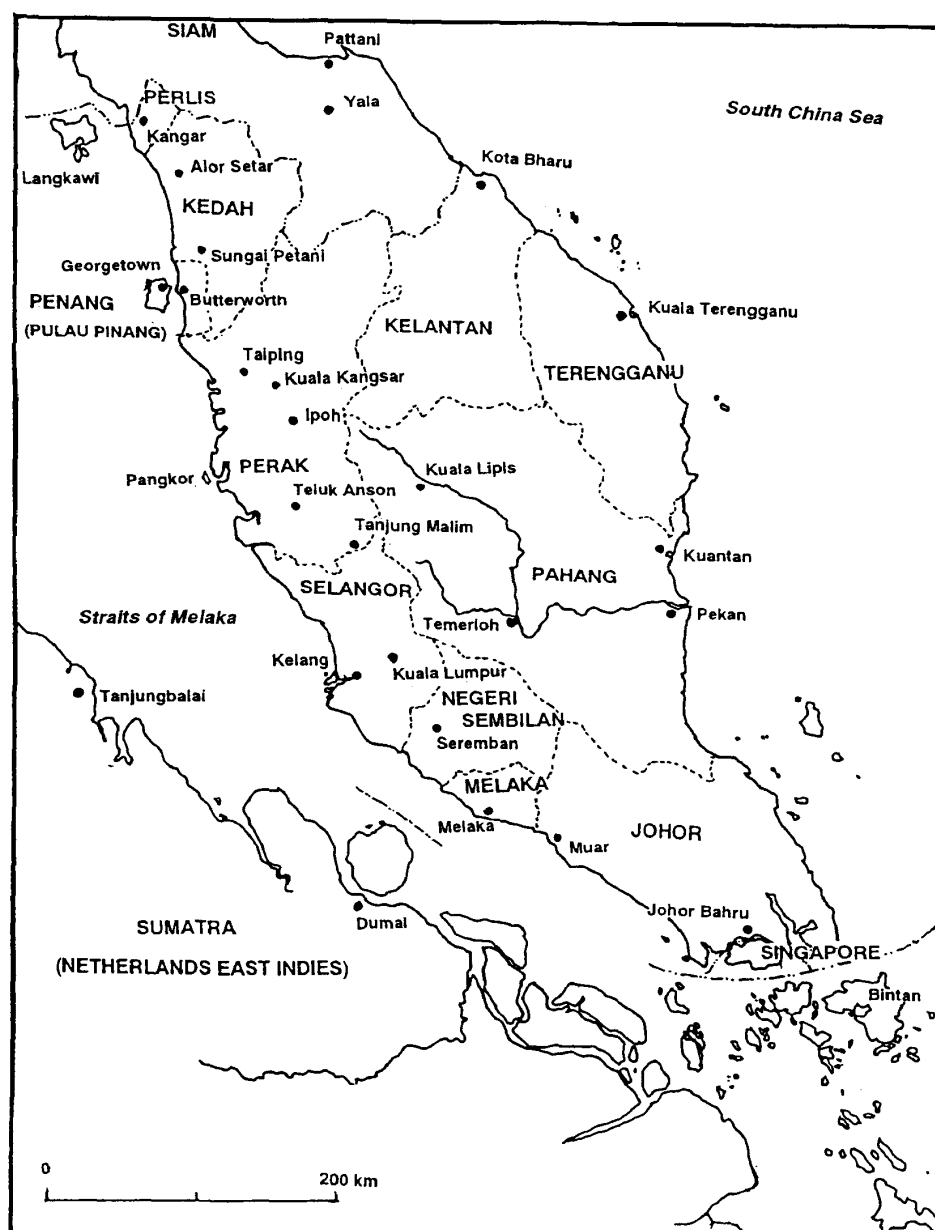 SIAM
Pattani
PERLIS
Yala
South China Sea
Kangar
Kota Bharu
Langkawi
Alor Setar
KEDAH
Sungai Petani
Georgetown
PENANG
Butterworth
(PULAU PINANG)
Kuala Terengganu
KELANTAN
Taiping
TERENGGANU
Kuala Kangsar
Ipoh
PERAK
Kuala Lipis
Pangkor
Teluk Anson
Tanjung Malim
Kuantan
SELANGOR
PAHANG
Straits of Melaka
Temerloh
Pekan
Kelang
Kuala Lumpur
Tanjungbalai
NEGERI
SEMBILAN
Seremban
MELAKA
Melaka
JOHOR
Muar
Johor Bahru
Dumai
SUMATRA
(NETHERLANDS EAST INDIES)
SINGAPORE
Bintan
0
200 km